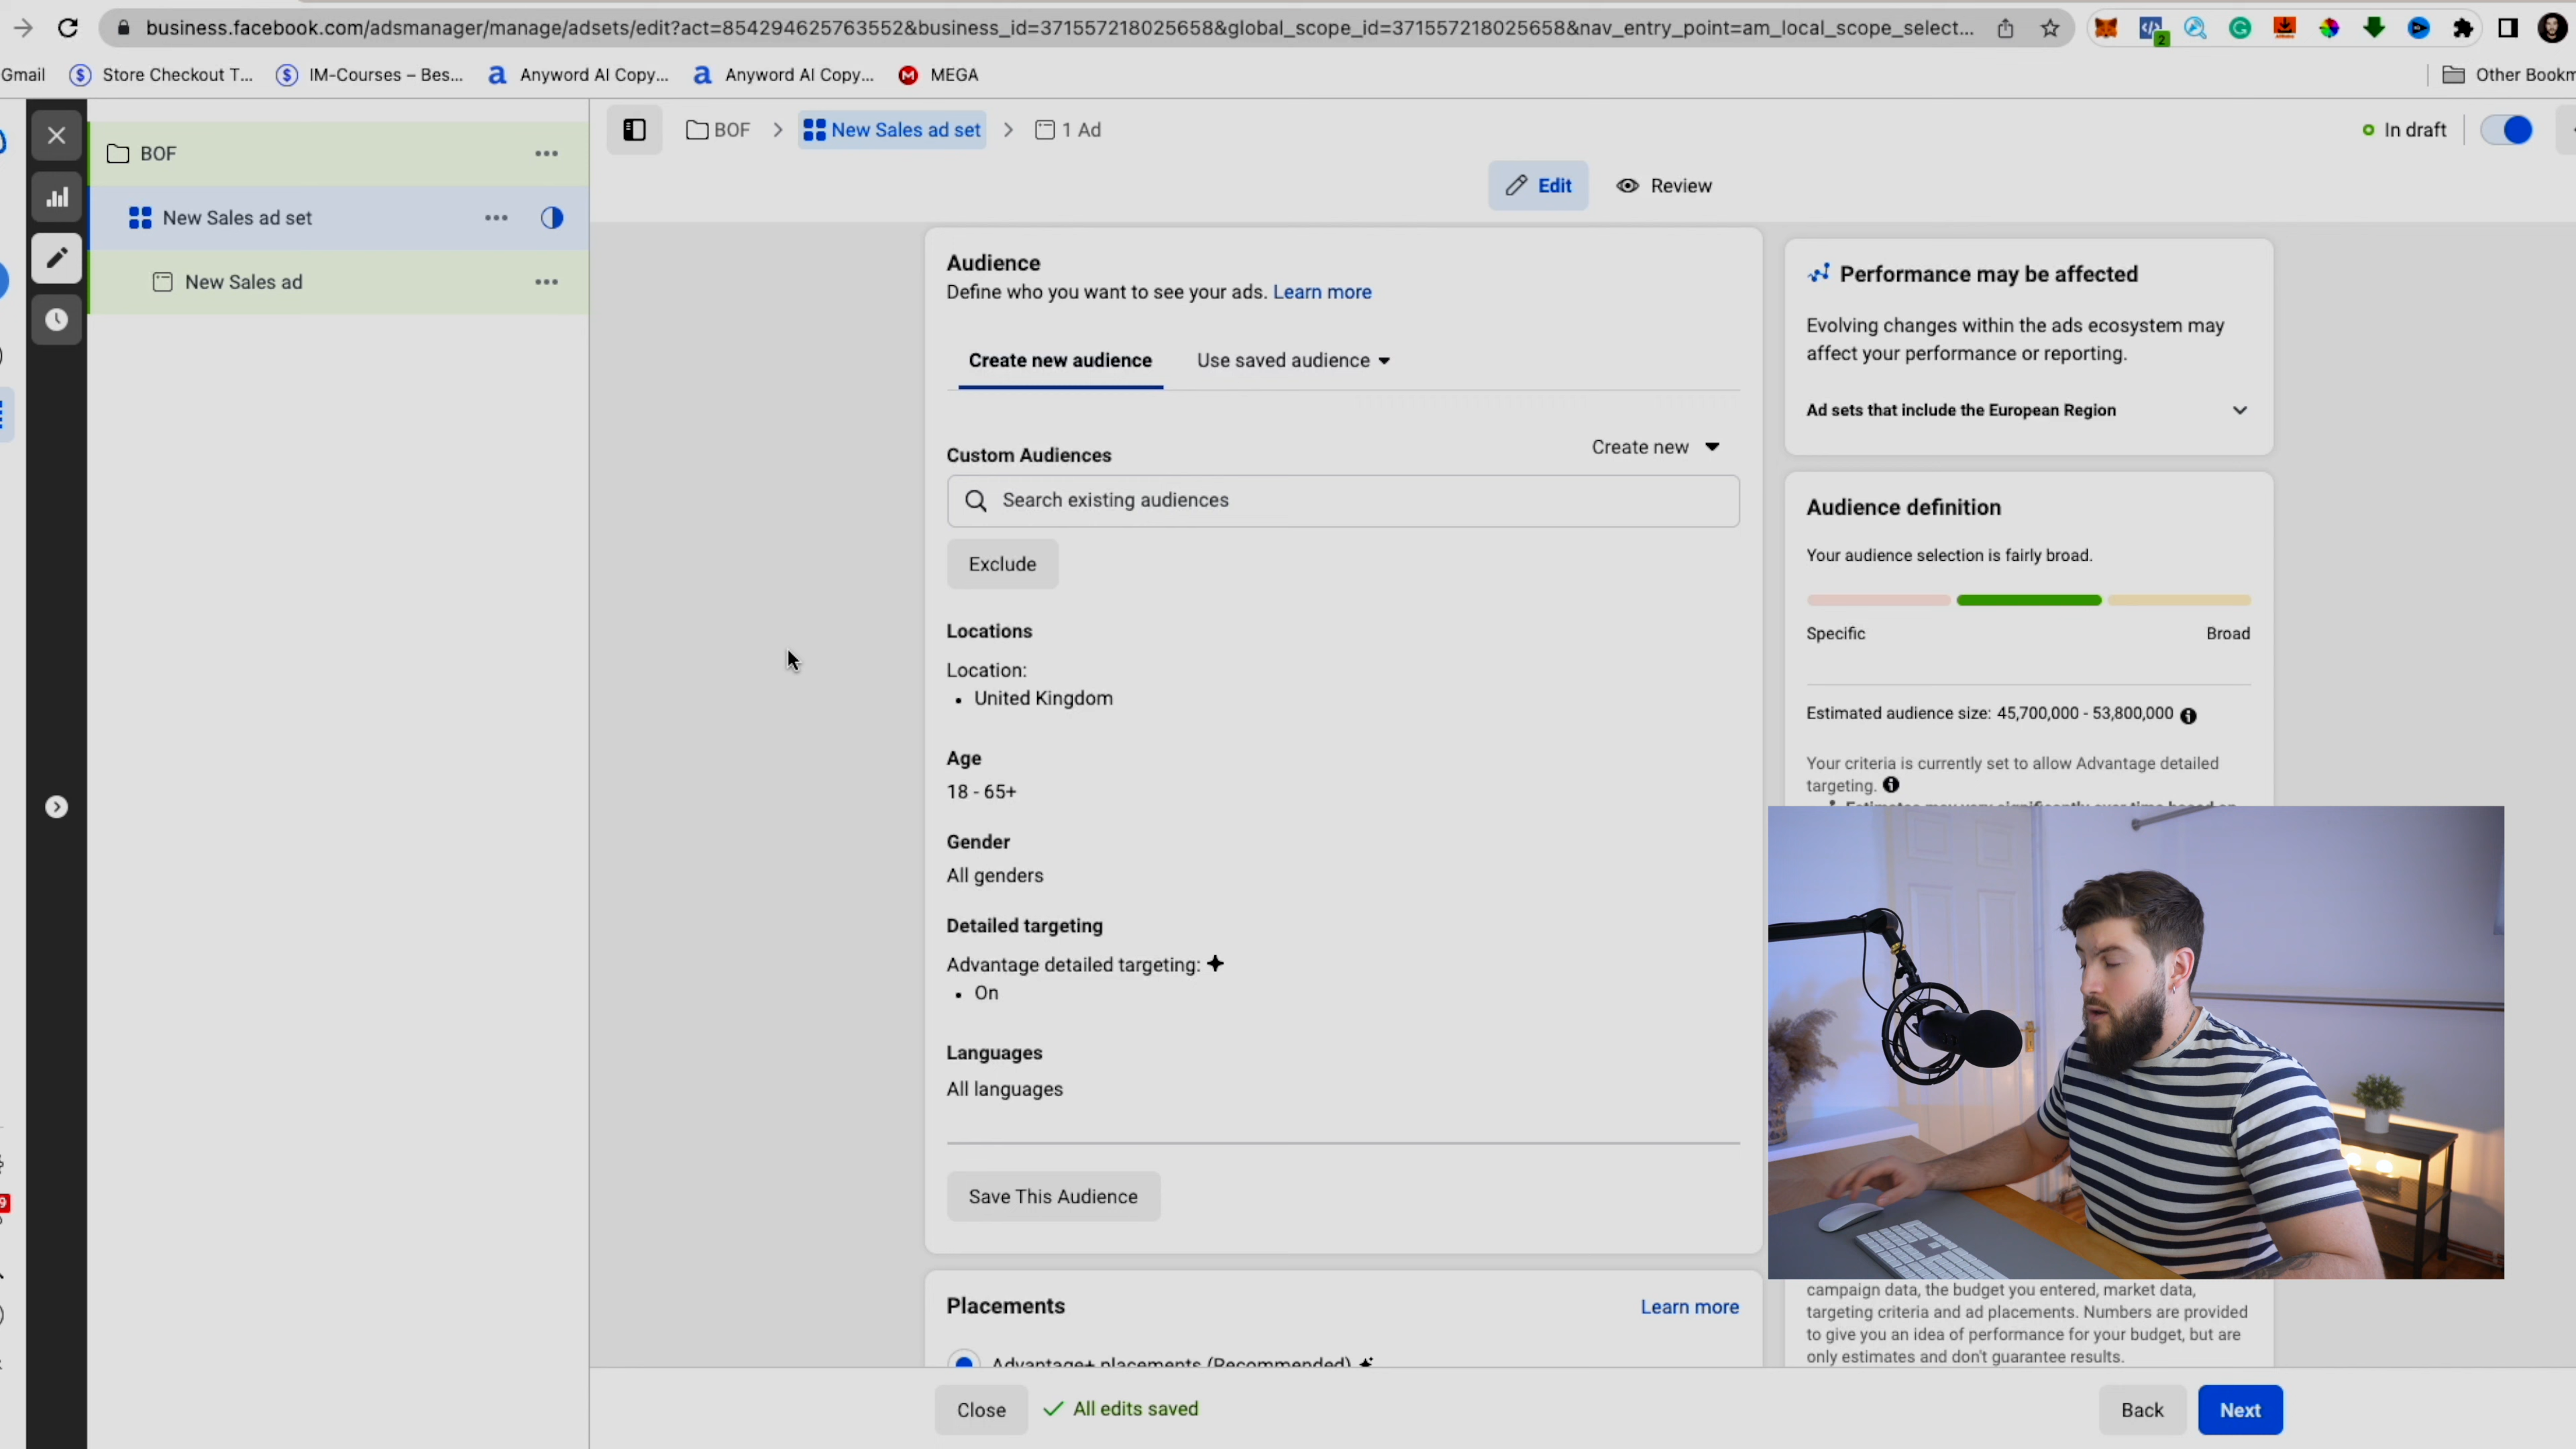 business.facebook.com/adsmanager/manage/adsets/edit?act=854294625763552&business_id=371557218025658&global_scope_id=371557218025658&nav_entry_point=am_local_scope_select...
2
Gmail
Store Checkout T...
IM-Courses – Bes...
Anyword AI Copy...
Anyword AI Copy...
MEGA
Other Bookm
BOF
New Sales ad set
New Sales ad
BOF
New Sales ad set
1 Ad
In draft
Edit
Review
Audience
Define who you want to see your ads. Learn more
Create new audience
Use saved audience
Custom Audiences
Create new
Search existing audiences
Exclude
Locations
Location:
• United Kingdom
Age
18 - 65+
Gender
All genders
Detailed targeting
Advantage detailed targeting:
• On
Languages
All languages
Save This Audience
Placements
Learn more
Advantage+ placements (Recommended)
Performance may be affected
Evolving changes within the ads ecosystem may
affect your performance or reporting.
Ad sets that include the European Region
Audience definition
Your audience selection is fairly broad.
Specific
Broad
Estimated audience size: 45,700,000 - 53,800,000
Your criteria is currently set to allow Advantage detailed
targeting.
Estimates may vary significantly over time based on
campaign data, the budget you entered, market data,
targeting criteria and ad placements. Numbers are provided
to give you an idea of performance for your budget, but are
only estimates and don't guarantee results.
Close
All edits saved
Back
Next